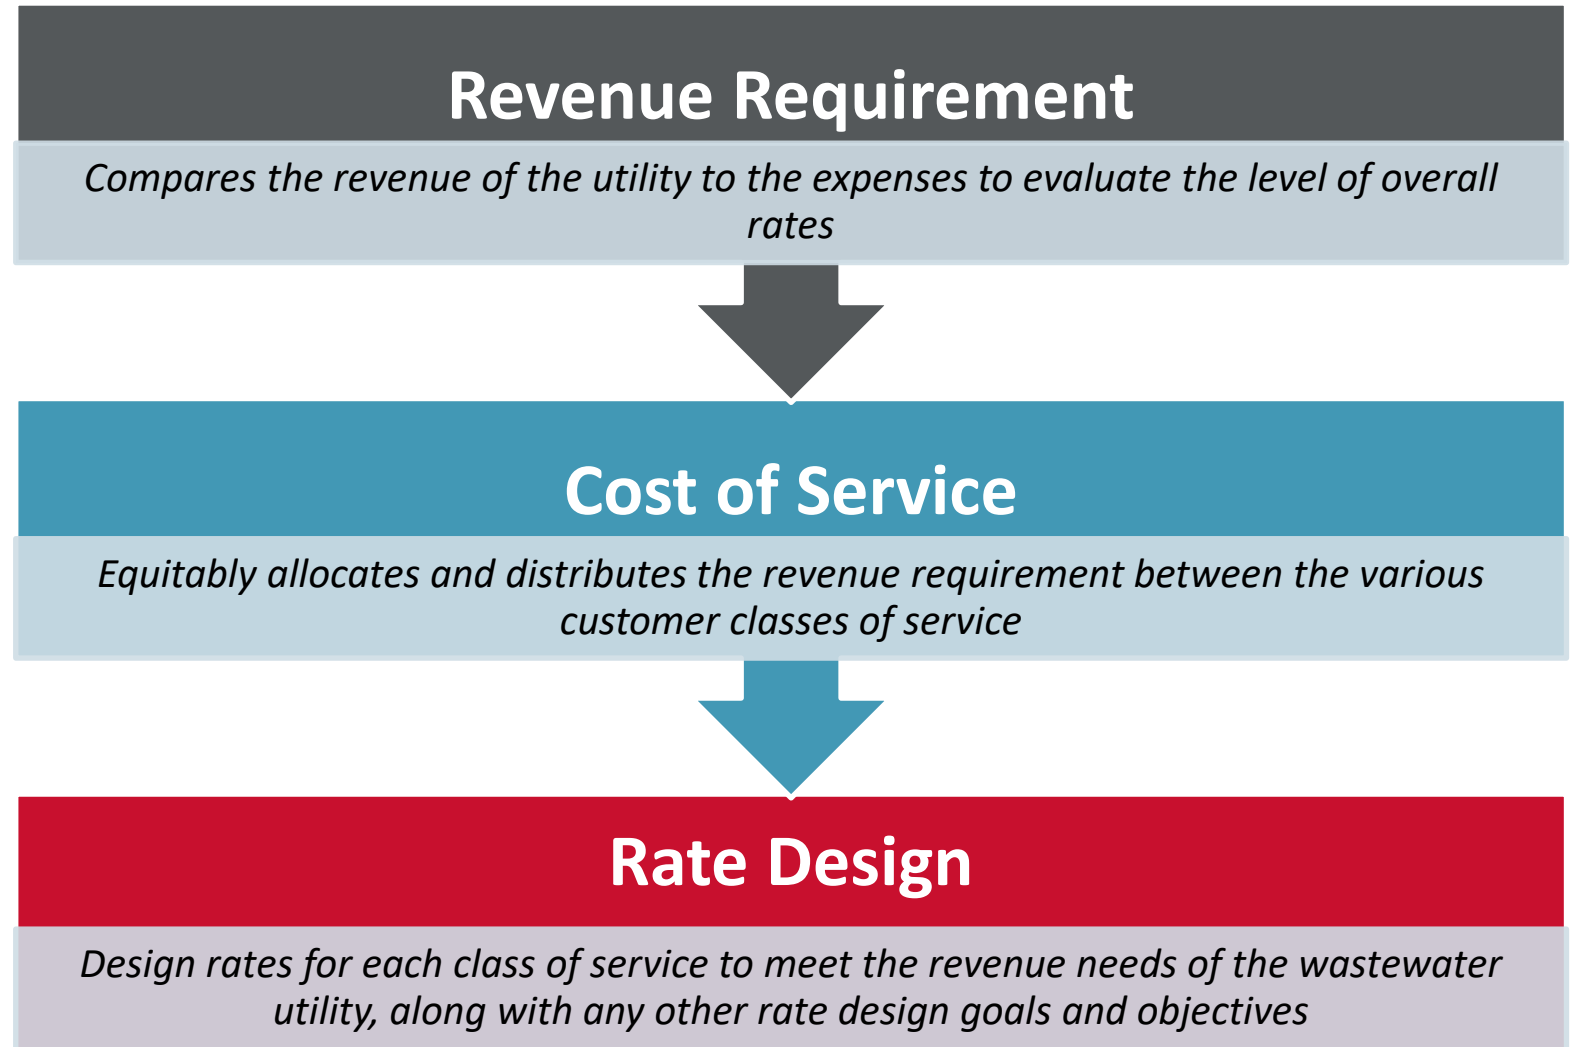 Revenue Requirement
Compares the revenue of the utility to the expenses to evaluate the level of overall
rates
Cost of Service
Equitably allocates and distributes the revenue requirement between the various
customer classes of service
Rate Design
Design rates for each class of service to meet the revenue needs of the wastewater
utility, along with any other rate design goals and objectives